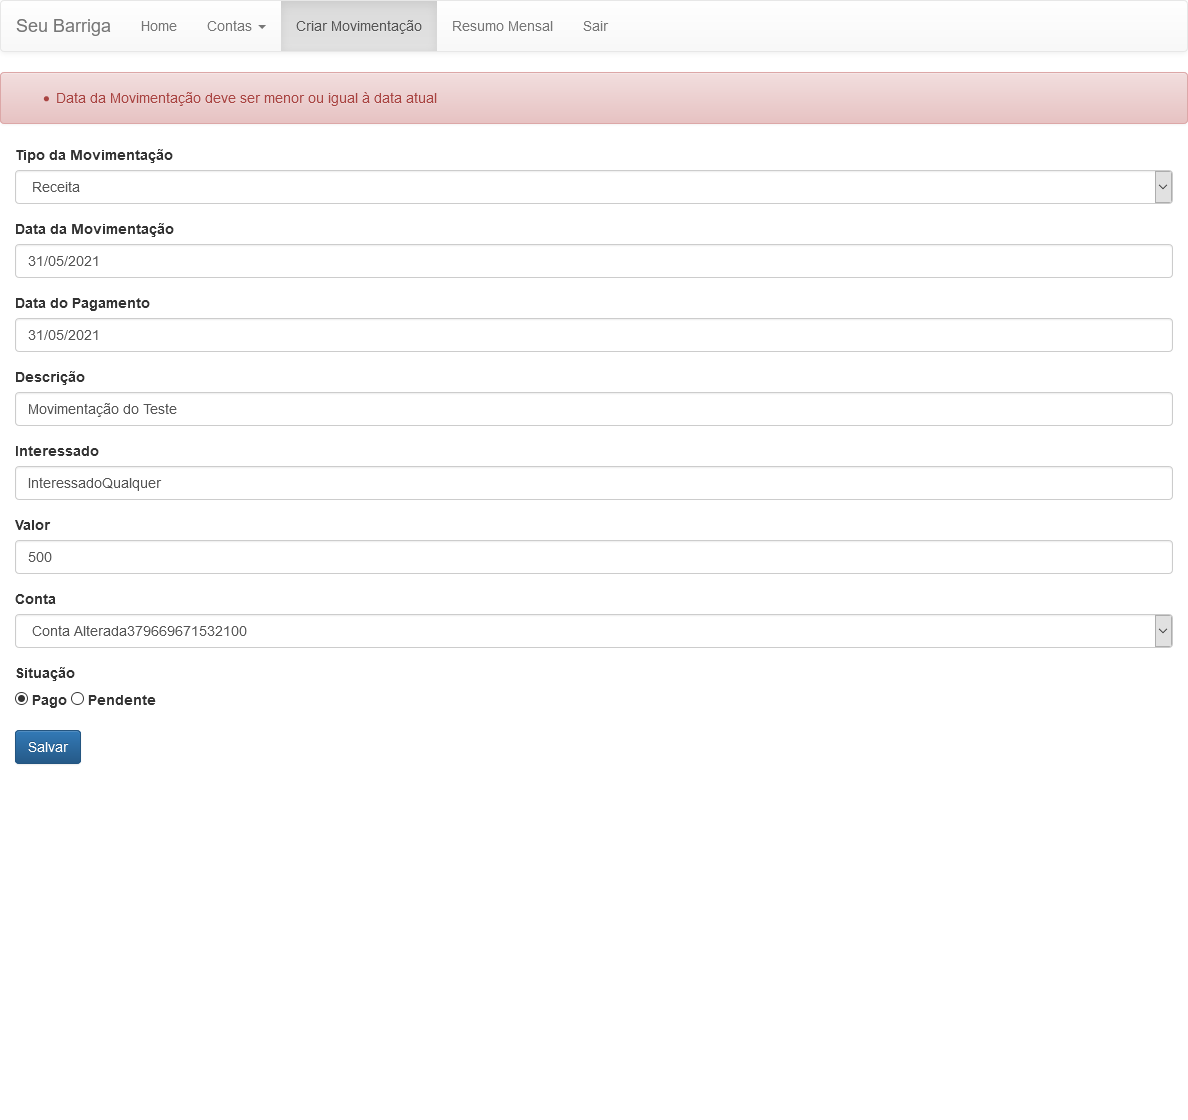 Seu Barriga Home Contas Criar Movimentação Resumo Mensal Sair
Data da Movimentação deve ser menor ou igual à data atual
Tipo da Movimentação
Receita
Data da Movimentação
31/05/2021
Data do Pagamento
31/05/2021
Descrição
Movimentação do Teste
Interessado
InteressadoQualquer
Valor
500
Conta
Conta Alterada379669671532100
Situação
Pago Pendente
Salvar